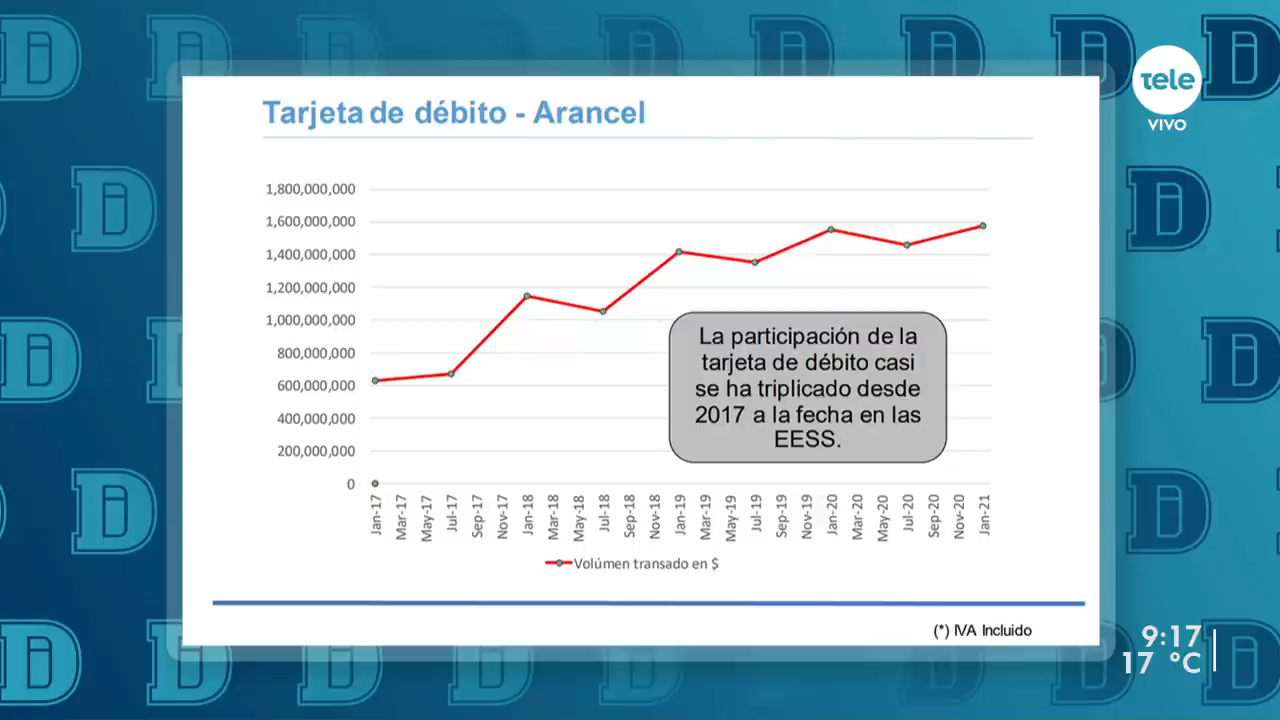 tele
VIVO
Tarjeta de débito - Arancel
1,800,000,000
1,600,000,000
1,400,000,000
1,200,000,000
1,000,000,000
800,000,000
600,000,000
400,000,000
200,000,000
0
Jan-17
Mar-17
May-17
Jul-17
Sep-17
Nov-17
Jan-18
Mar-18
May-18
Jul-18
Sep-18
Nov-18
Jan-19
Mar-19
May-19
Jul-19
Sep-19
Nov-19
Jan-20
Mar-20
May-20
Jul-20
Sep-20
Nov-20
Jan-21
La participación de la
tarjeta de débito casi
se ha triplicado desde
2017 a la fecha en las
EESS.
Volúmen transado en $
(*) IVA Incluido
9:17
17 °C